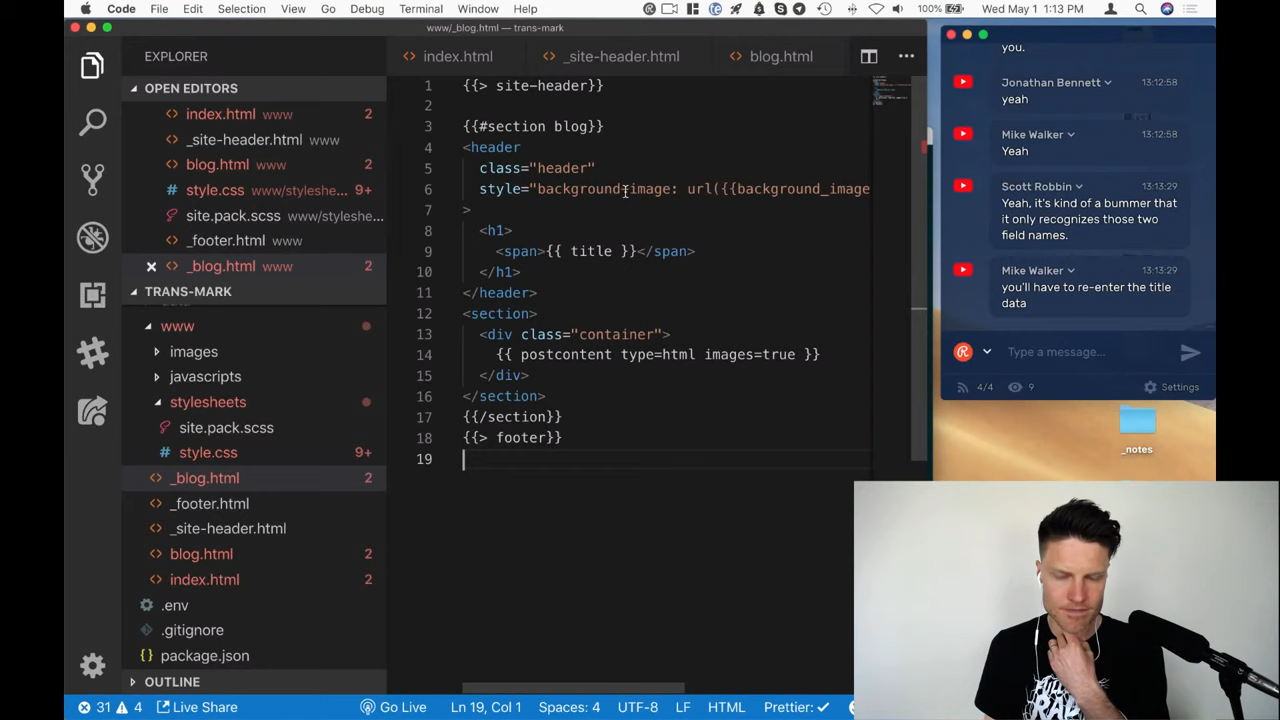 Code File Edit Selection View Go Debug Terminal Window Help 100% Wed May 1 1:13 PM
www/_blog.html — trans-mark
EXPLORER
index.html _site-header.html blog.html
OPEN EDITORS
index.html www 2
_site-header.html www
blog.html www 2
style.css www/styleshe... 9+
site.pack.scss www/styleshe...
_footer.html www
_blog.html www 2
TRANS-MARK
www
images
javascripts
stylesheets
site.pack.scss
style.css 9+
_blog.html 2
_footer.html
_site-header.html
blog.html 2
index.html 2
.env
.gitignore
package.json
OUTLINE
1 {{> site-header}}
2
3 {{#section blog}}
4 <header
5 class="header"
6 style="background-image: url({{background_image
7 >
8 <h1>
9 <span>{{ title }}</span>
10 </h1>
11 </header>
12 <section>
13 <div class="container">
14 {{ postcontent type=html images=true }}
15 </div>
16 </section>
17 {{/section}}
18 {{> footer}}
19
you.
Jonathan Bennett 13:12:58
yeah
Mike Walker 13:12:58
Yeah
Scott Robbin 13:13:29
Yeah, it's kind of a bummer that
it only recognizes those two
field names.
Mike Walker 13:13:29
you'll have to re-enter the title
data
Type a message...
4/4 9 Settings
_notes
31 4 Live Share Go Live Ln 19, Col 1 Spaces: 4 UTF-8 LF HTML Prettier: ✓